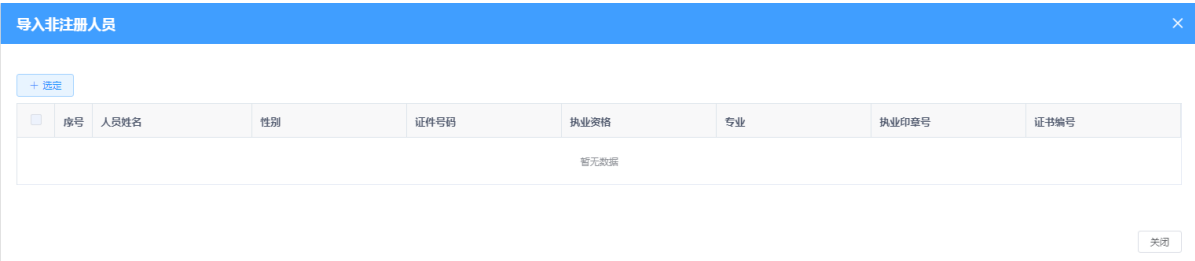 导入非注册人员
+ 选定
序号 人员姓名 性别 证件号码 执业资格 专业 执业印章号 证书编号
暂无数据
关闭